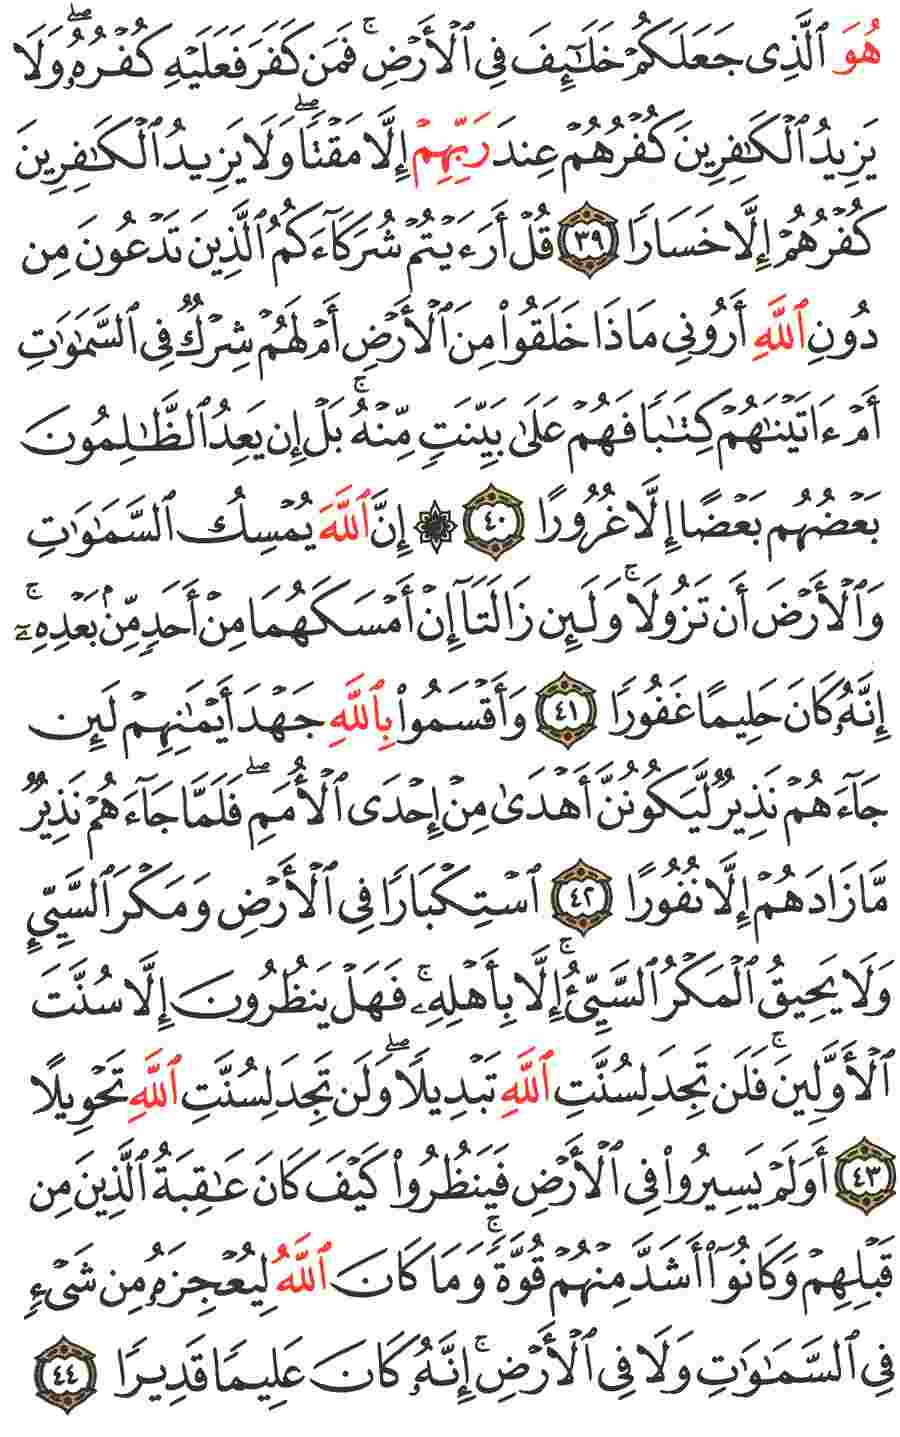 هُوَ ٱلَّذِى جَعَلَكُمْ خَلَـٰٓئِفَ فِى ٱلْأَرْضِ ۚ فَمَن كَفَرَ فَعَلَيْهِ كُفْرُهُۥ ۖ وَلَا
يَزِيدُ ٱلْكَـٰفِرِينَ كُفْرُهُمْ عِندَ رَبِّهِمْ إِلَّا مَقْتًا ۖ وَلَا يَزِيدُ ٱلْكَـٰفِرِينَ
كُفْرُهُمْ إِلَّا خَسَارًا ٣٩ قُلْ أَرَءَيْتُمْ شُرَكَآءَكُمُ ٱلَّذِينَ تَدْعُونَ مِن
دُونِ ٱللَّهِ أَرُونِى مَاذَا خَلَقُوا۟ مِنَ ٱلْأَرْضِ أَمْ لَهُمْ شِرْكٌ فِى ٱلسَّمَـٰوَٰتِ
أَمْ ءَاتَيْنَـٰهُمْ كِتَـٰبًا فَهُمْ عَلَىٰ بَيِّنَتٍ مِّنْهُ ۚ بَلْ إِن يَعِدُ ٱلظَّـٰلِمُونَ
بَعْضُهُم بَعْضًا إِلَّا غُرُورًا ٤٠ ۞ إِنَّ ٱللَّهَ يُمْسِكُ ٱلسَّمَـٰوَٰتِ
وَٱلْأَرْضَ أَن تَزُولَا ۚ وَلَئِن زَالَتَآ إِنْ أَمْسَكَهُمَا مِنْ أَحَدٍ مِّنۢ بَعْدِهِۦٓ ۚ
إِنَّهُۥ كَانَ حَلِيمًا غَفُورًا ٤١ وَأَقْسَمُوا۟ بِٱللَّهِ جَهْدَ أَيْمَـٰنِهِمْ لَئِن
جَآءَهُمْ نَذِيرٌ لَّيَكُونُنَّ أَهْدَىٰ مِنْ إِحْدَى ٱلْأُمَمِ ۖ فَلَمَّا جَآءَهُمْ نَذِيرٌ
مَّا زَادَهُمْ إِلَّا نُفُورًا ٤٢ ٱسْتِكْبَارًا فِى ٱلْأَرْضِ وَمَكْرَ ٱلسَّيِّئِ
وَلَا يَحِيقُ ٱلْمَكْرُ ٱلسَّيِّئُ إِلَّا بِأَهْلِهِۦ ۚ فَهَلْ يَنظُرُونَ إِلَّا سُنَّتَ
ٱلْأَوَّلِينَ ۚ فَلَن تَجِدَ لِسُنَّتِ ٱللَّهِ تَبْدِيلًا ۖ وَلَن تَجِدَ لِسُنَّتِ ٱللَّهِ تَحْوِيلًا
٤٣ أَوَلَمْ يَسِيرُوا۟ فِى ٱلْأَرْضِ فَيَنظُرُوا۟ كَيْفَ كَانَ عَـٰقِبَةُ ٱلَّذِينَ مِن
قَبْلِهِمْ وَكَانُوٓا۟ أَشَدَّ مِنْهُمْ قُوَّةً ۚ وَمَا كَانَ ٱللَّهُ لِيُعْجِزَهُۥ مِن شَىْءٍ
فِى ٱلسَّمَـٰوَٰتِ وَلَا فِى ٱلْأَرْضِ ۚ إِنَّهُۥ كَانَ عَلِيمًا قَدِيرًا ٤٤